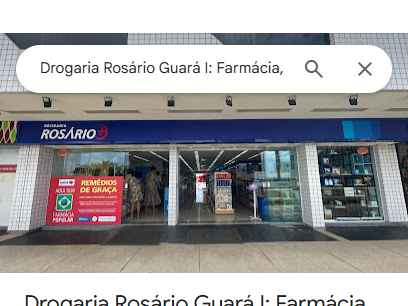 Drogaria Rosário Guará I: Farmácia,
DROGARIA
ROSÁRIO
AQUI TEM
FARMÁCIA
POPULAR
REMÉDIOS
DE GRAÇA
Drogaria Rosário Guará I: Farmácia